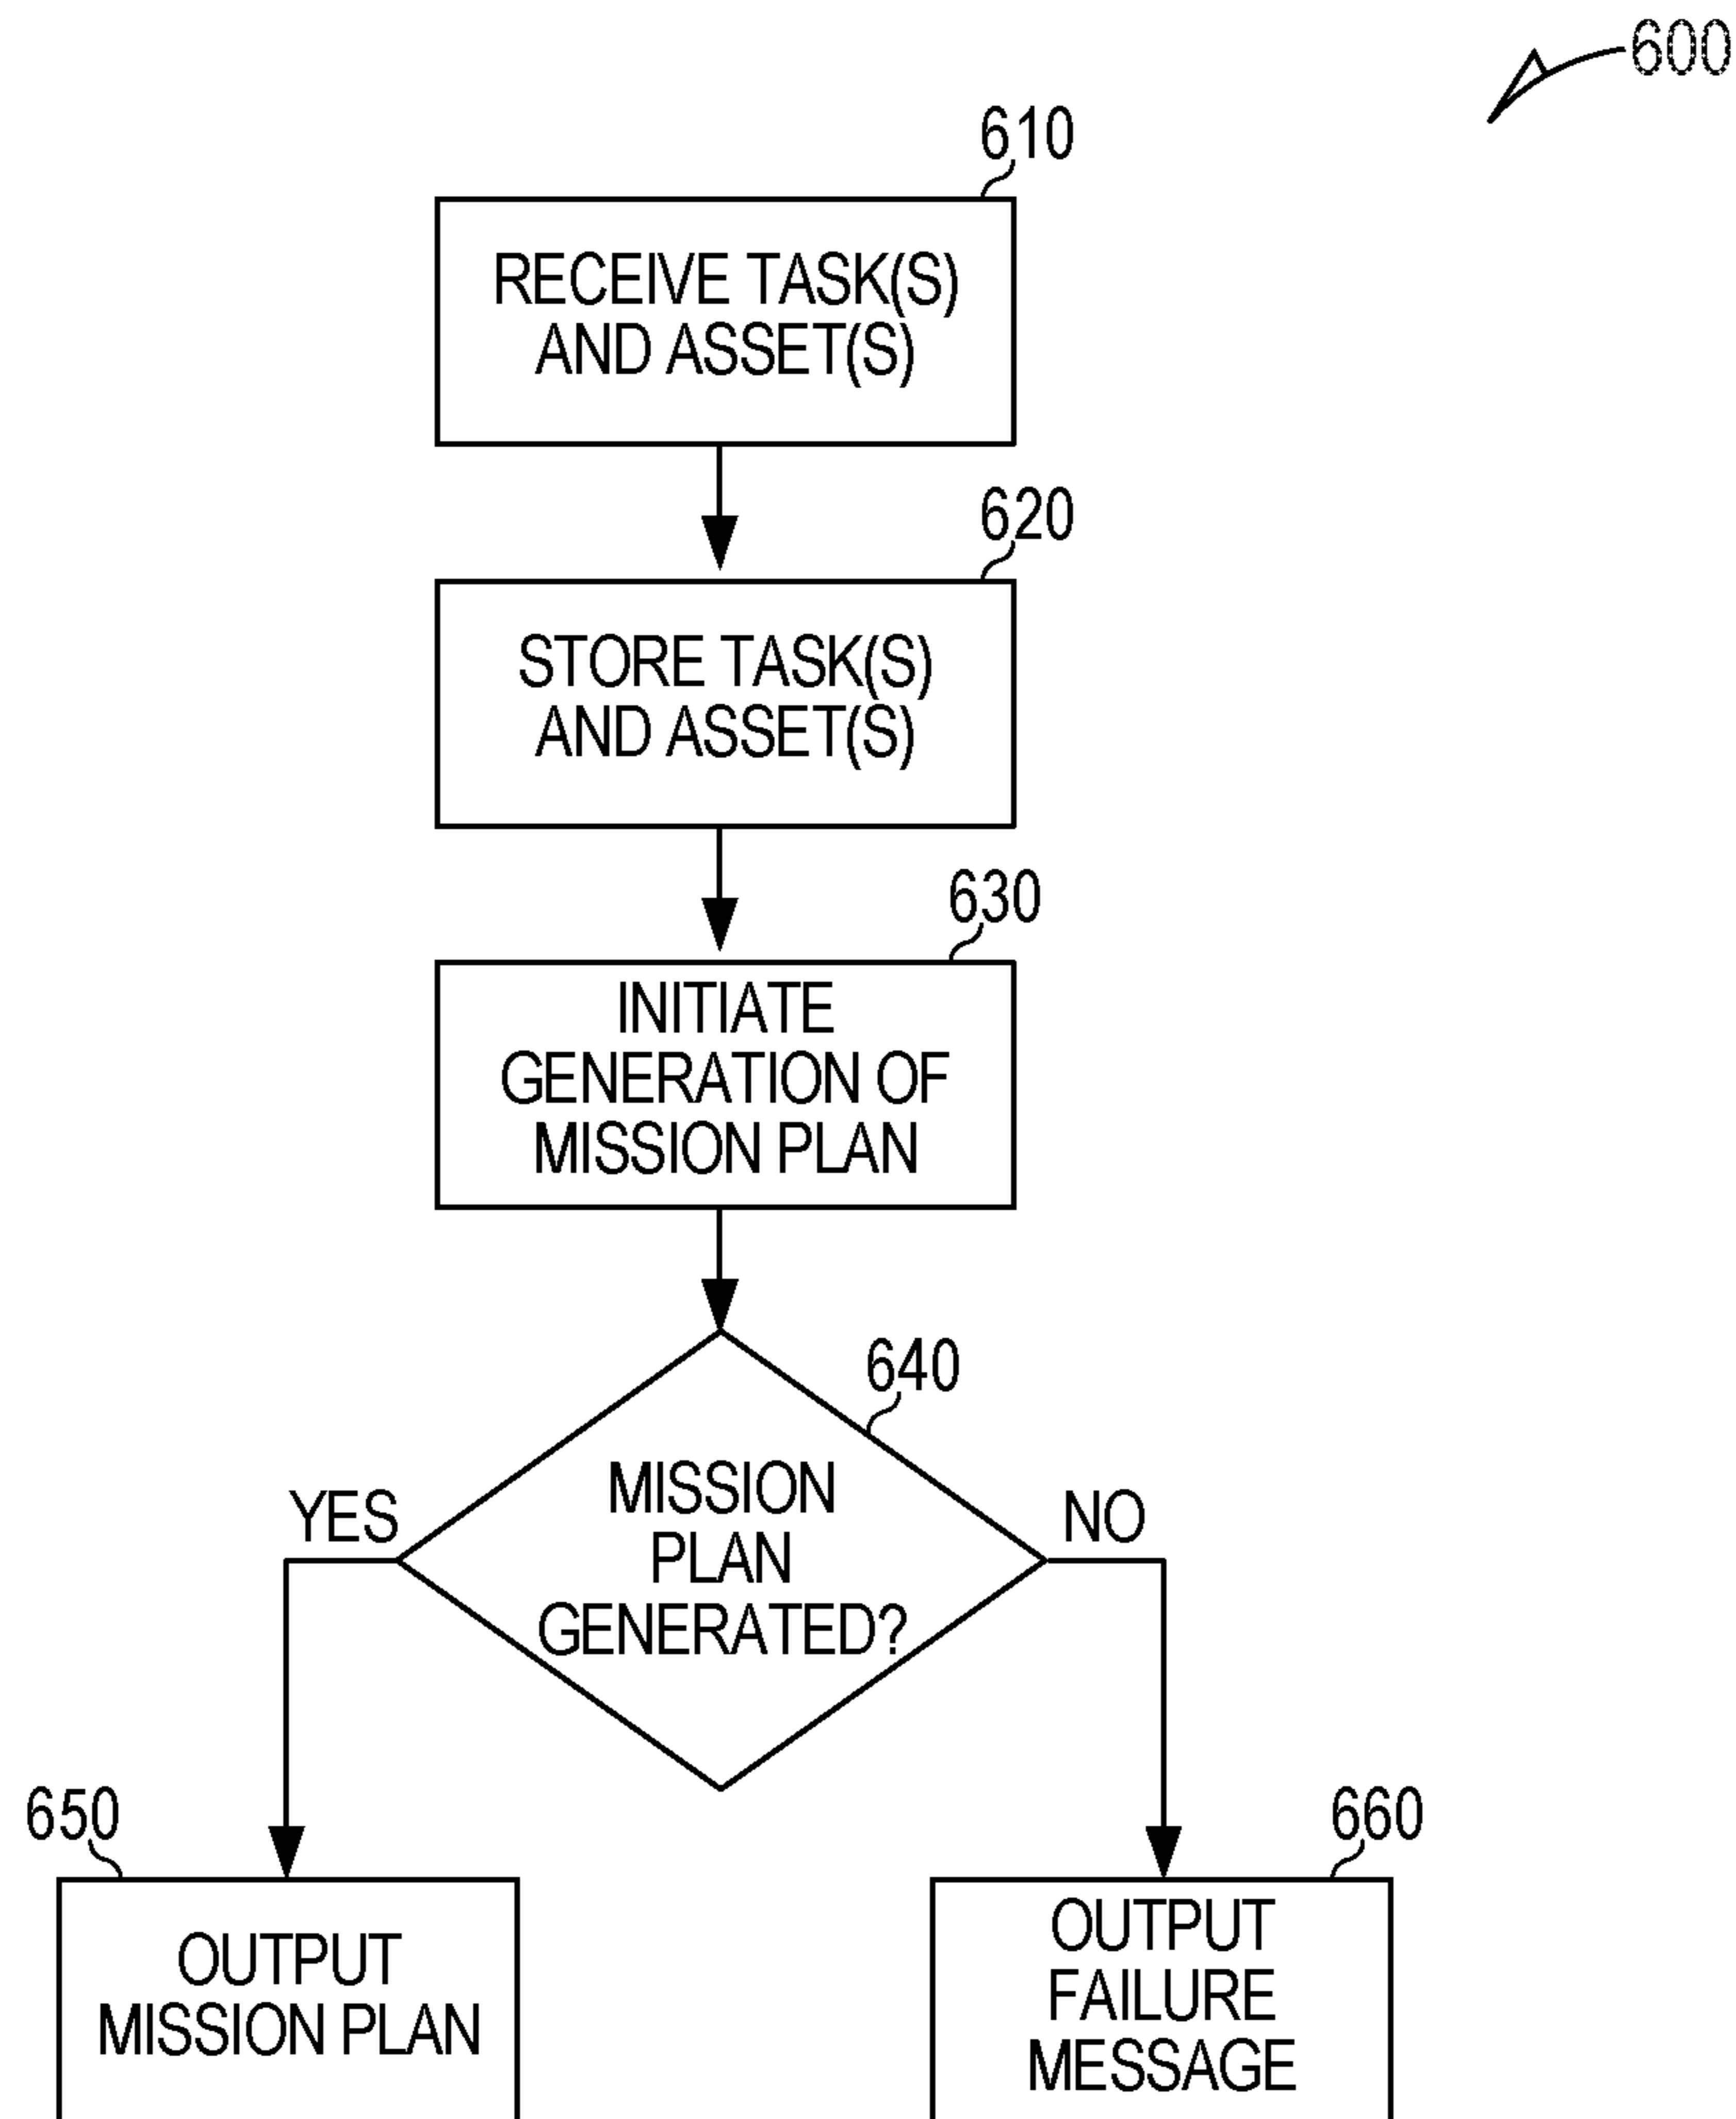 600
610
RECEIVE TASK(S)
AND ASSET(S)
620
STORE TASK(S)
AND ASSET(S)
630
INITIATE
GENERATION OF
MISSION PLAN
640
MISSION
PLAN
GENERATED?
YES
NO
650
OUTPUT
MISSION PLAN
660
OUTPUT
FAILURE
MESSAGE